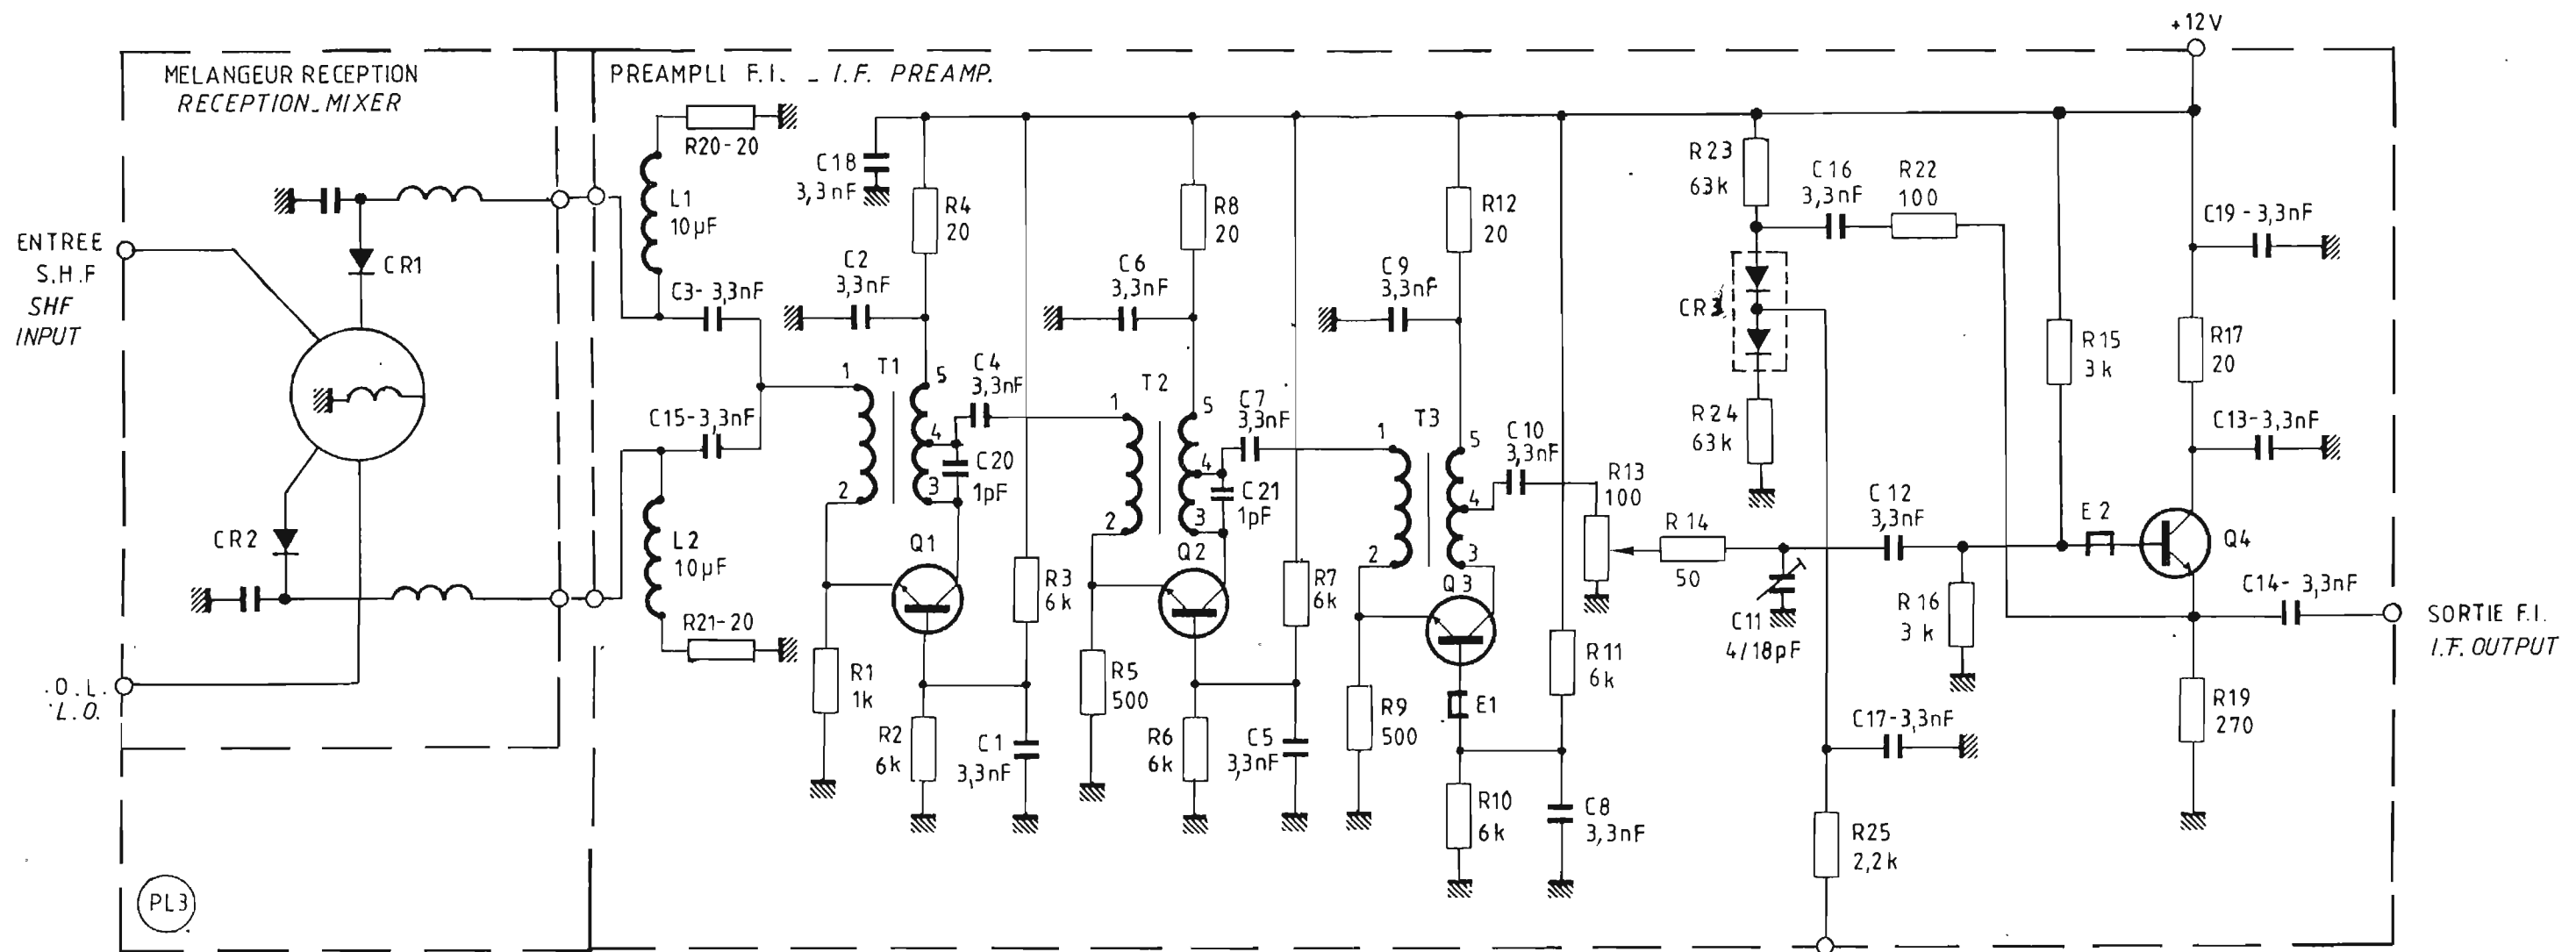 +12V
MELANGEUR RECEPTION
RECEPTION_MIXER
PREAMPLI F.I. _ I.F. PREAMP.
ENTREE
S.H.F
SHF
INPUT
CR1
CR2
O.L.
L.O.
PL3
R20-20
L1
10µF
C3-3,3nF
C15-3,3nF
L2
10µF
R21-20
C18
3,3nF
R4
20
C2
3,3nF
T1
1
2
5
4
3
C4
3,3nF
C20
1pF
Q1
R1
1k
R2
6k
R3
6k
C1
3,3nF
R8
20
C6
3,3nF
T2
1
2
5
4
3
C7
3,3nF
C21
1pF
Q2
R5
500
R6
6k
R7
6k
C5
3,3nF
R12
20
C9
3,3nF
T3
1
2
5
4
3
C10
3,3nF
Q3
E1
R9
500
R10
6k
R11
6k
C8
3,3nF
R13
100
R14
50
C11
4/18pF
R23
63k
C16
3,3nF
R22
100
R24
63k
C12
3,3nF
R16
3k
R15
3k
E2
C17-3,3nF
R25
2,2k
C19-3,3nF
R17
20
C13-3,3nF
Q4
C14-3,3nF
R19
270
SORTIE F.I.
I.F. OUTPUT